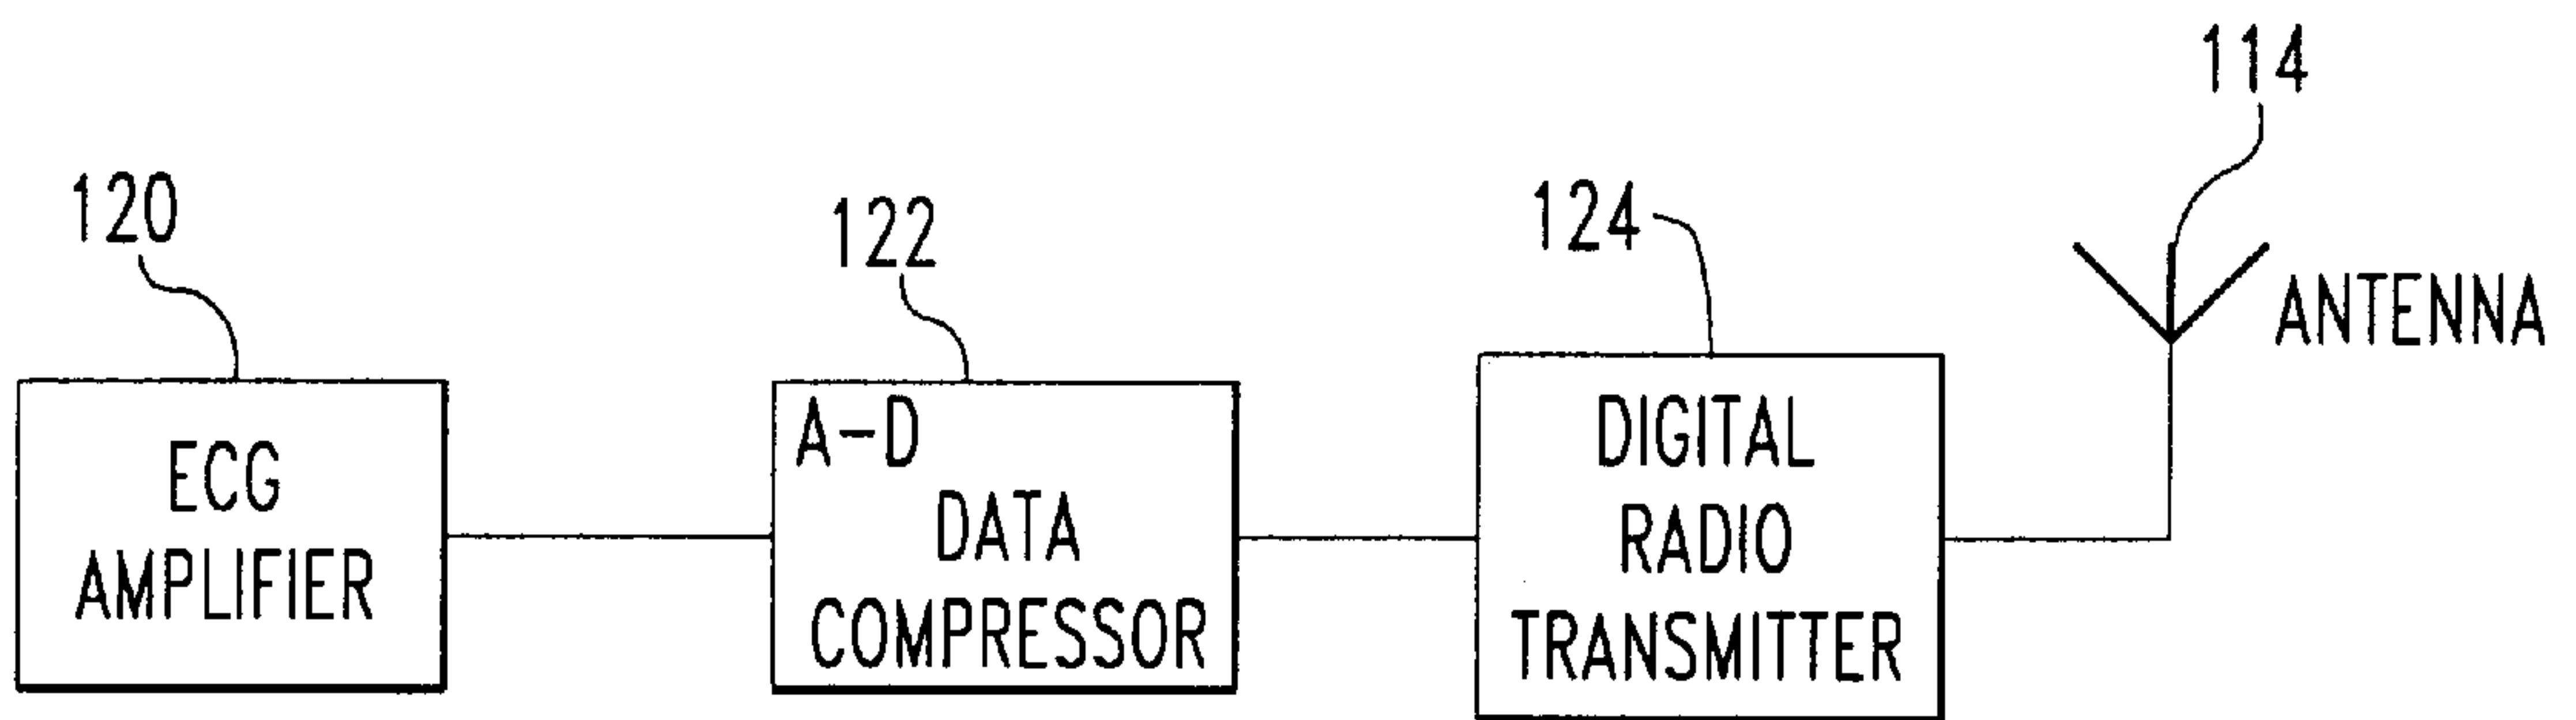 114
120
122
124
ANTENNA
ECG
AMPLIFIER
A-D
DATA
COMPRESSOR
DIGITAL
RADIO
TRANSMITTER